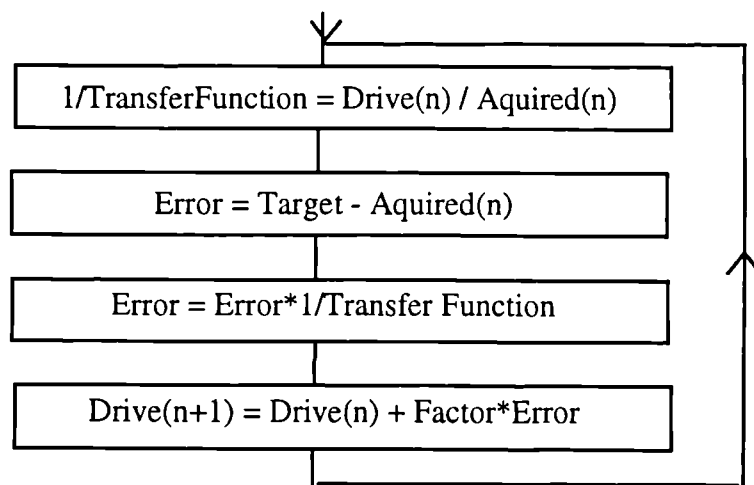 1/TransferFunction = Drive(n) / Aquired(n)
Error = Target - Aquired(n)
Error = Error*1/Transfer Function
Drive(n+1) = Drive(n) + Factor*Error